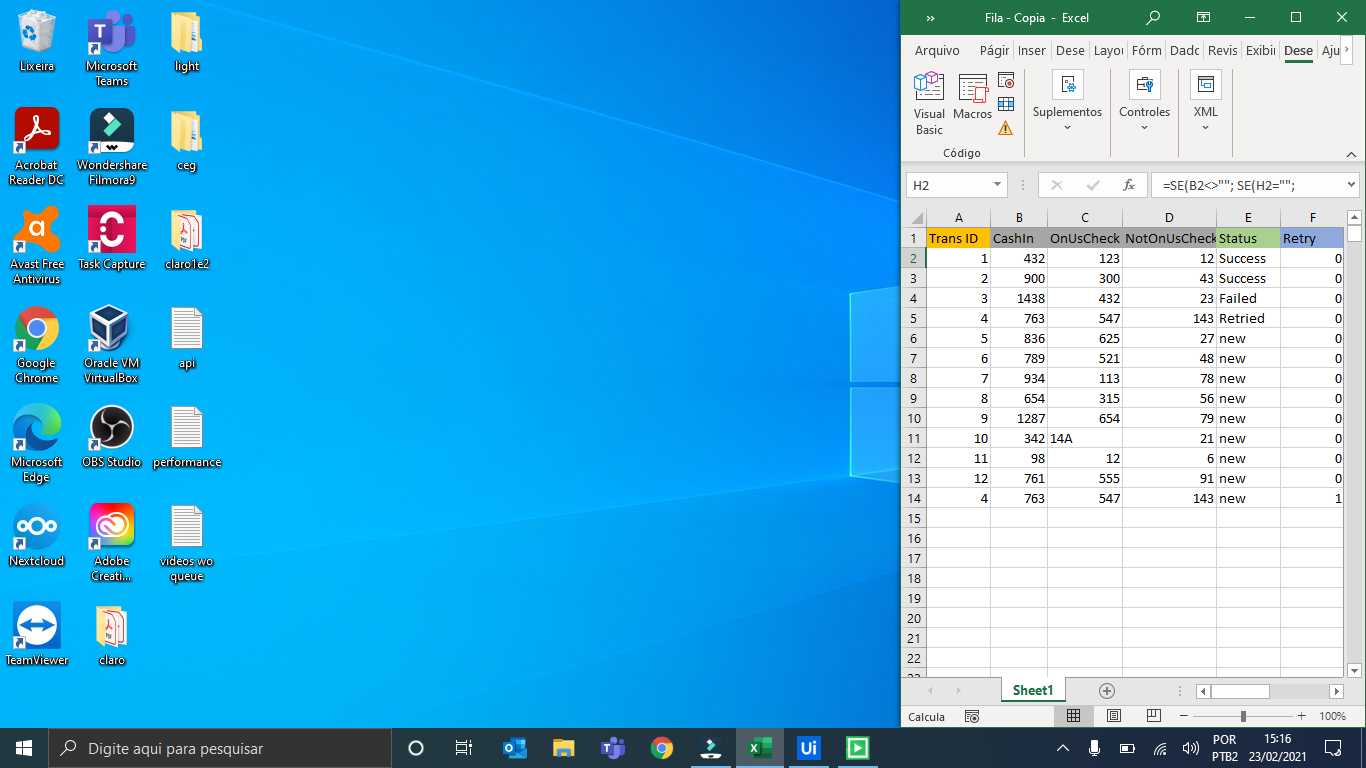 Lixeira
Microsoft
Teams
light
Acrobat
Reader DC
Wondershare
Filmora9
ceg
Avast Free
Antivirus
Task Capture
claro1e2
Google
Chrome
Oracle VM
VirtualBox
api
Microsoft
Edge
OBS Studio
performance
Nextcloud
Adobe
Creati...
vídeos wo
queue
TeamViewer
claro
Fila - Copia - Excel
Arquivo Págir Inser Dese Layou Fórm Dado Revis Exibir Dese Aju
Visual
Basic
Macros
Suplementos
Controles
XML
Código
H2
fx
=SE(B2<>""; SE(H2="";
A B C D E F
1 Trans ID CashIn OnUsCheck NotOnUsCheck Status Retry
2 1 432 123 12 Success 0
3 2 900 300 43 Success 0
4 3 1438 432 23 Failed 0
5 4 763 547 143 Retried 0
6 5 836 625 27 new 0
7 6 789 521 48 new 0
8 7 934 113 78 new 0
9 8 654 315 56 new 0
10 9 1287 654 79 new 0
11 10 342 14A 21 new 0
12 11 98 12 6 new 0
13 12 761 555 91 new 0
14 4 763 547 143 new 1
15
16
17
18
19
20
21
22
Sheet1
Calcula
100%
Digite aqui para pesquisar
Ui
POR
PTB2
15:16
23/02/2021